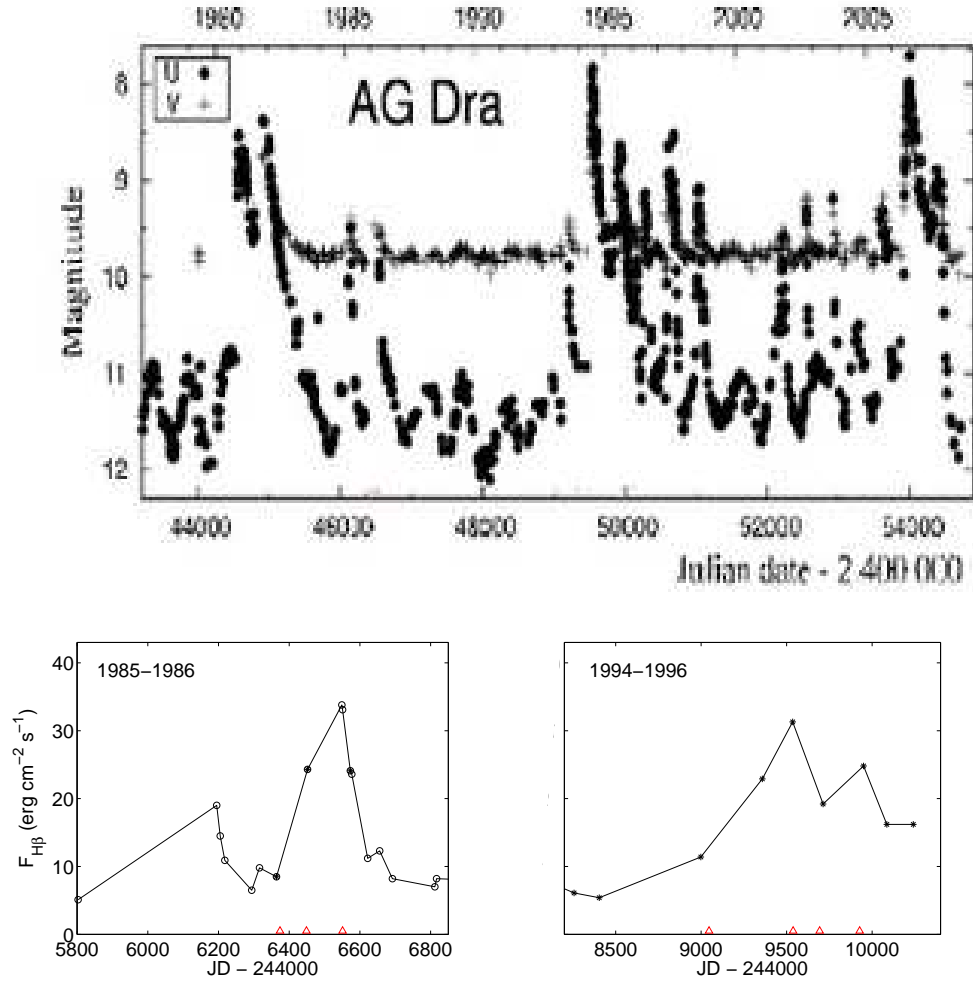 1980 1985 1990 1995 2000 2005
U
V
AG Dra
8
9
10
11
12
Magnitude
44000 46000 48000 50000 52000 54000
Julian date - 2 400 000
1985−1986
40
30
20
10
0
F Hβ (erg cm−2 s−1)
5800 6000 6200 6400 6600 6800
JD − 244000
1994−1996
8500 9000 9500 10000
JD − 244000